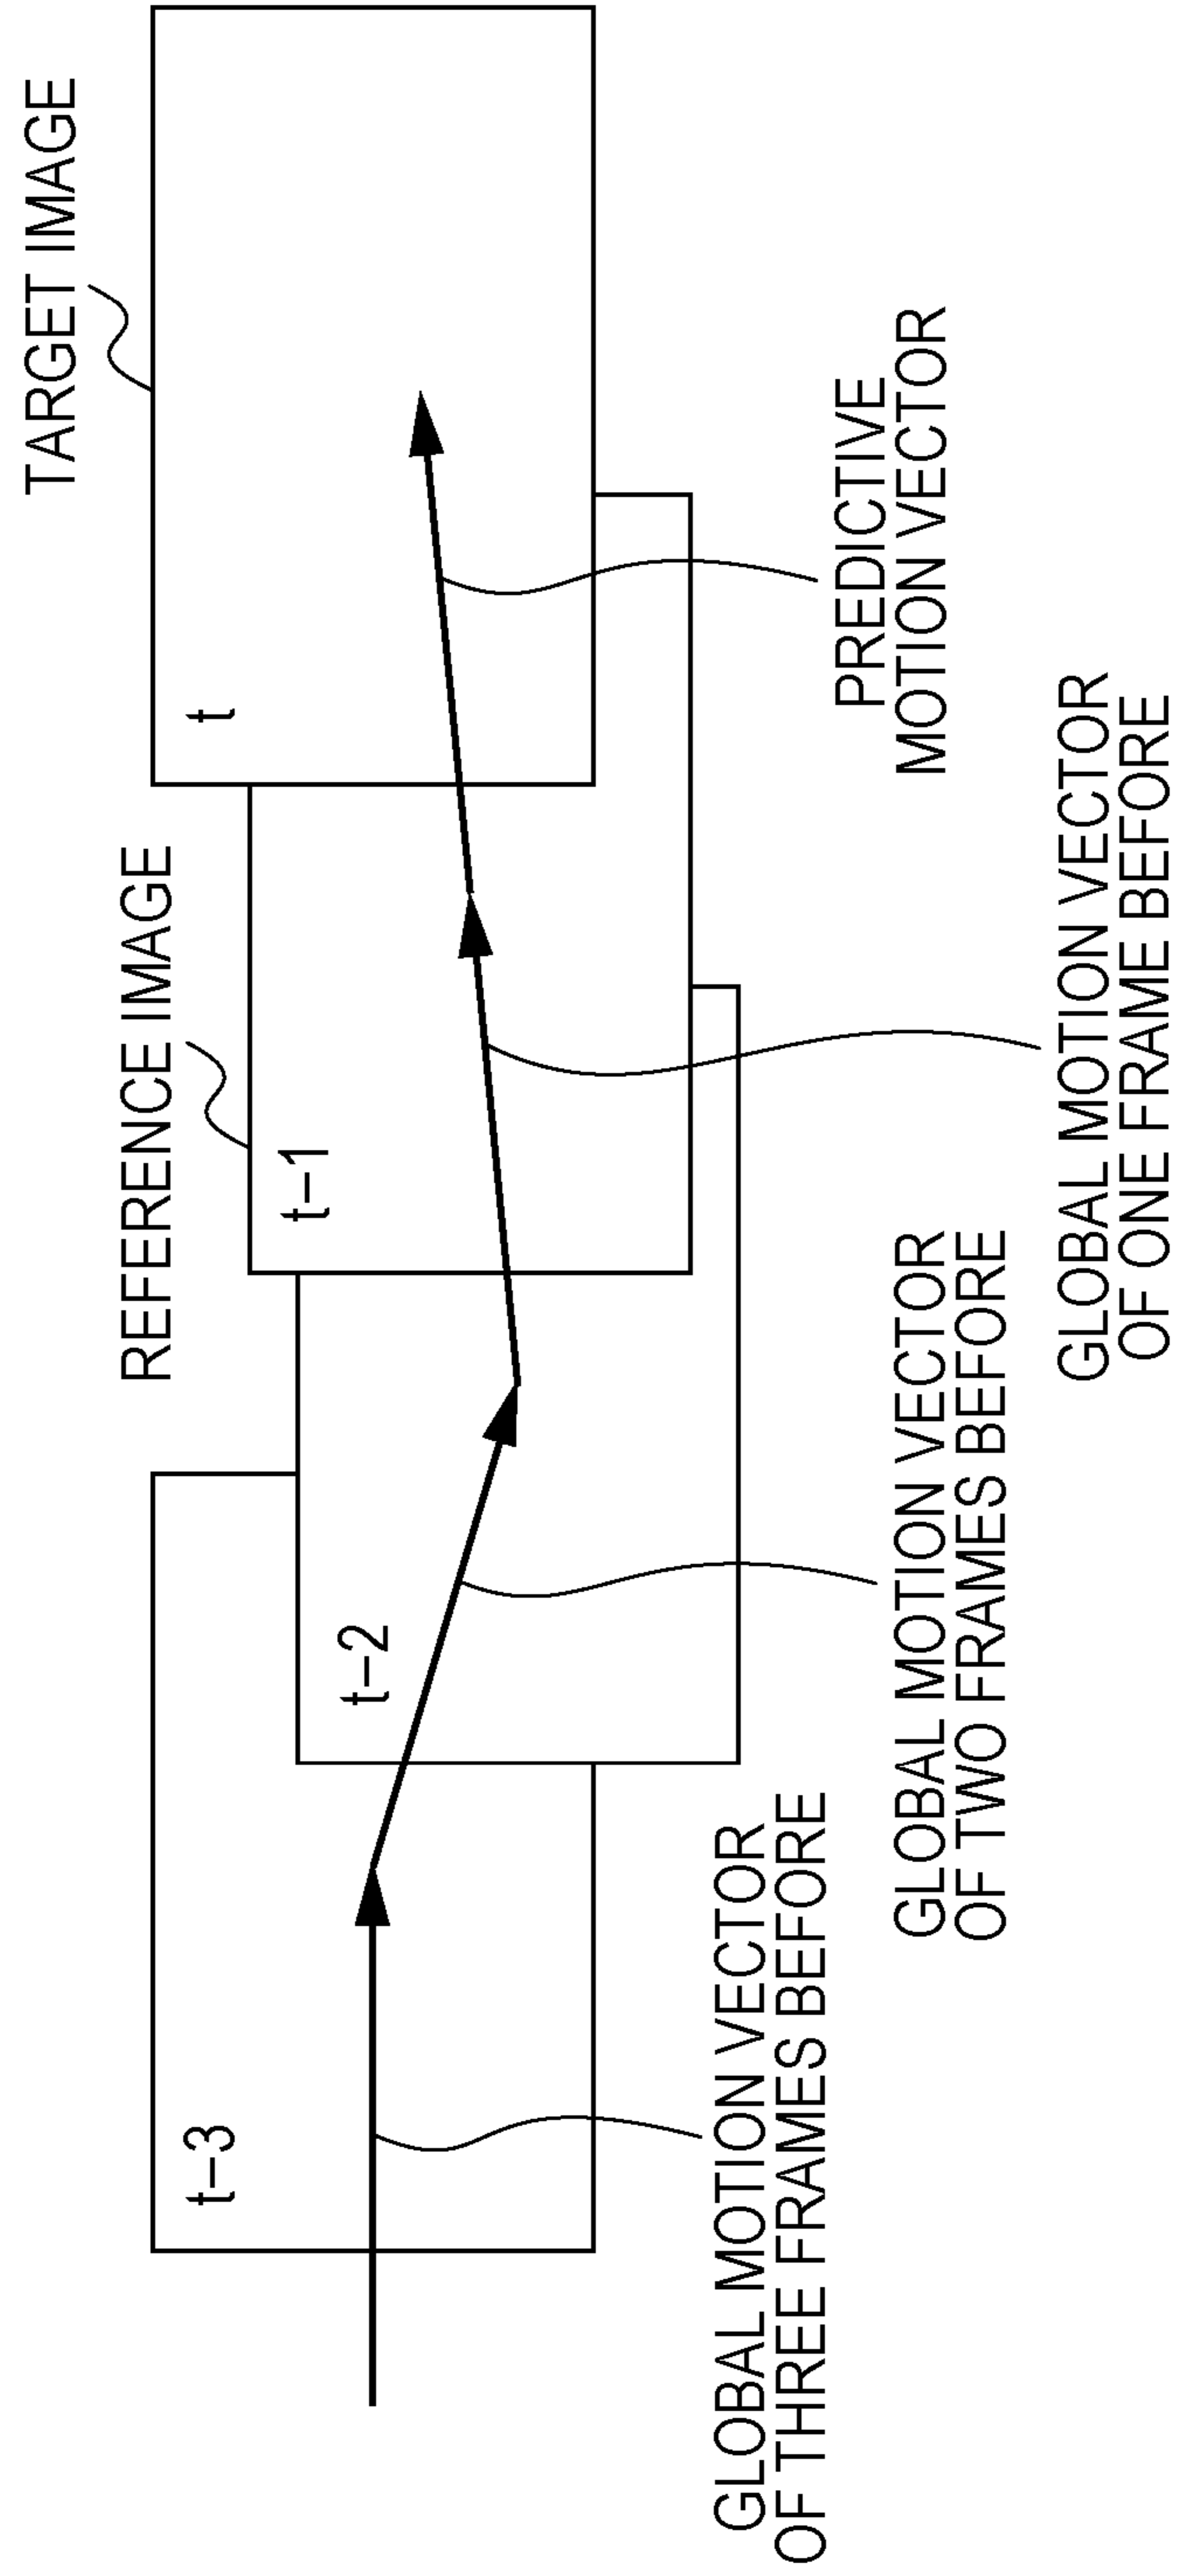 TARGET IMAGE
REFERENCE IMAGE
t–3
t–2
t–1
t
PREDICTIVE
MOTION VECTOR
GLOBAL MOTION VECTOR
OF THREE FRAMES BEFORE
GLOBAL MOTION VECTOR
OF TWO FRAMES BEFORE
GLOBAL MOTION VECTOR
OF ONE FRAME BEFORE